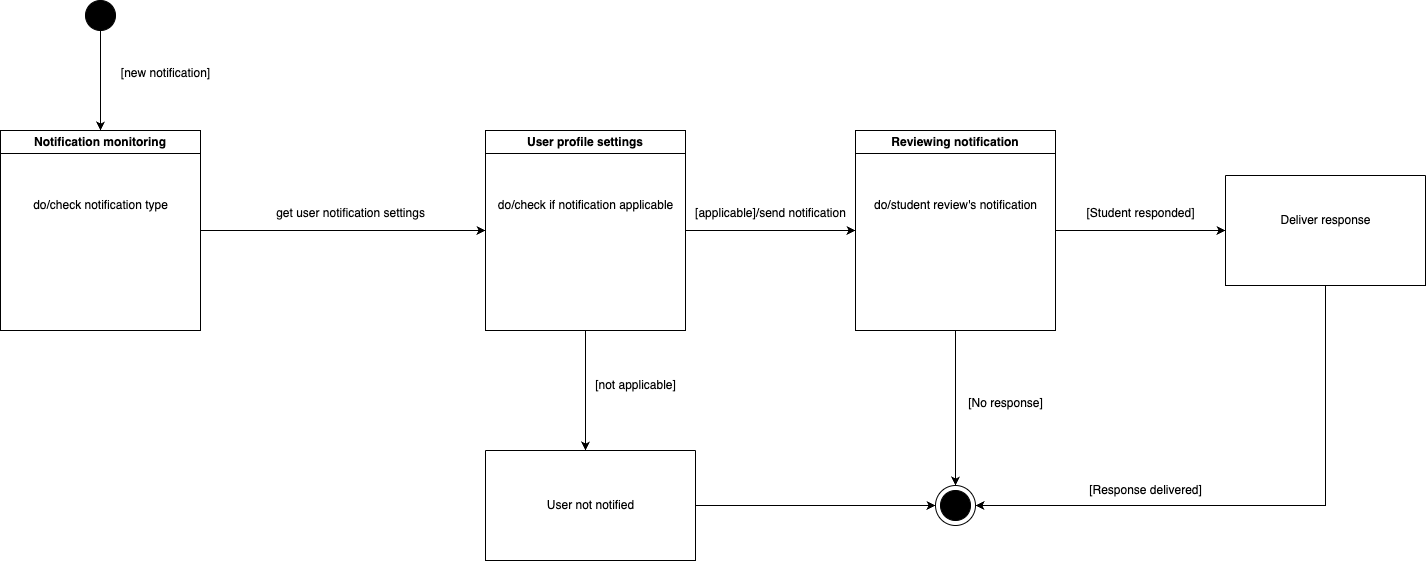 [new notification]
Notification monitoring
do/check notification type
get user notification settings
User profile settings
do/check if notification applicable
[applicable]/send notification
Reviewing notification
do/student review's notification
[Student responded]
Deliver response
[not applicable]
[No response]
User not notified
[Response delivered]